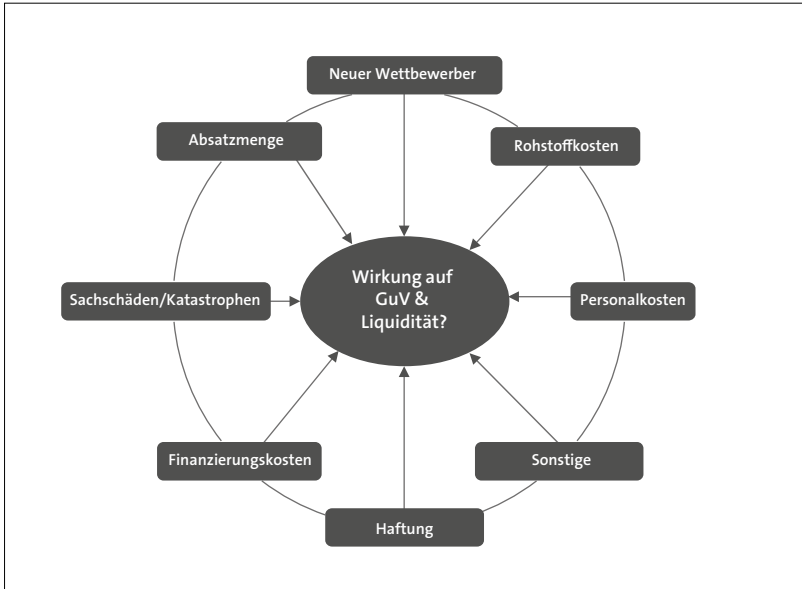 Neuer Wettbewerber
Absatzmenge
Rohstoffkosten
Wirkung auf
GuV &
Liquidität?
Sachschäden/Katastrophen
Personalkosten
Finanzierungskosten
Sonstige
Haftung